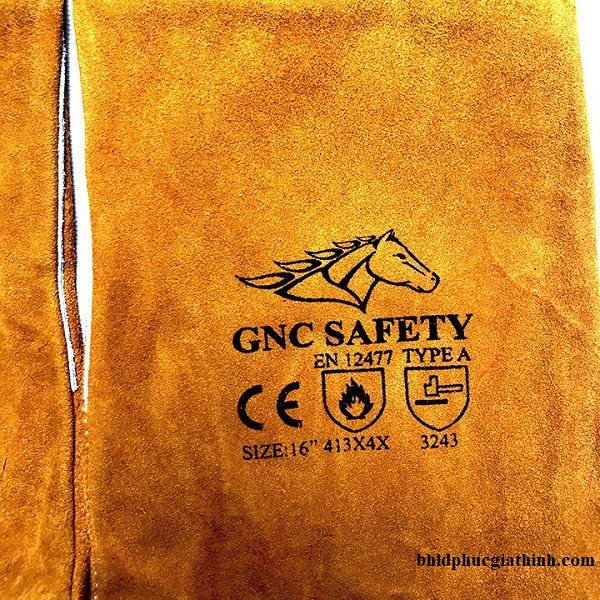 GNC SAFETY
EN 12477 TYPE A
CE
SIZE:16" 413X4X 3243
bhldphucgiathinh.com